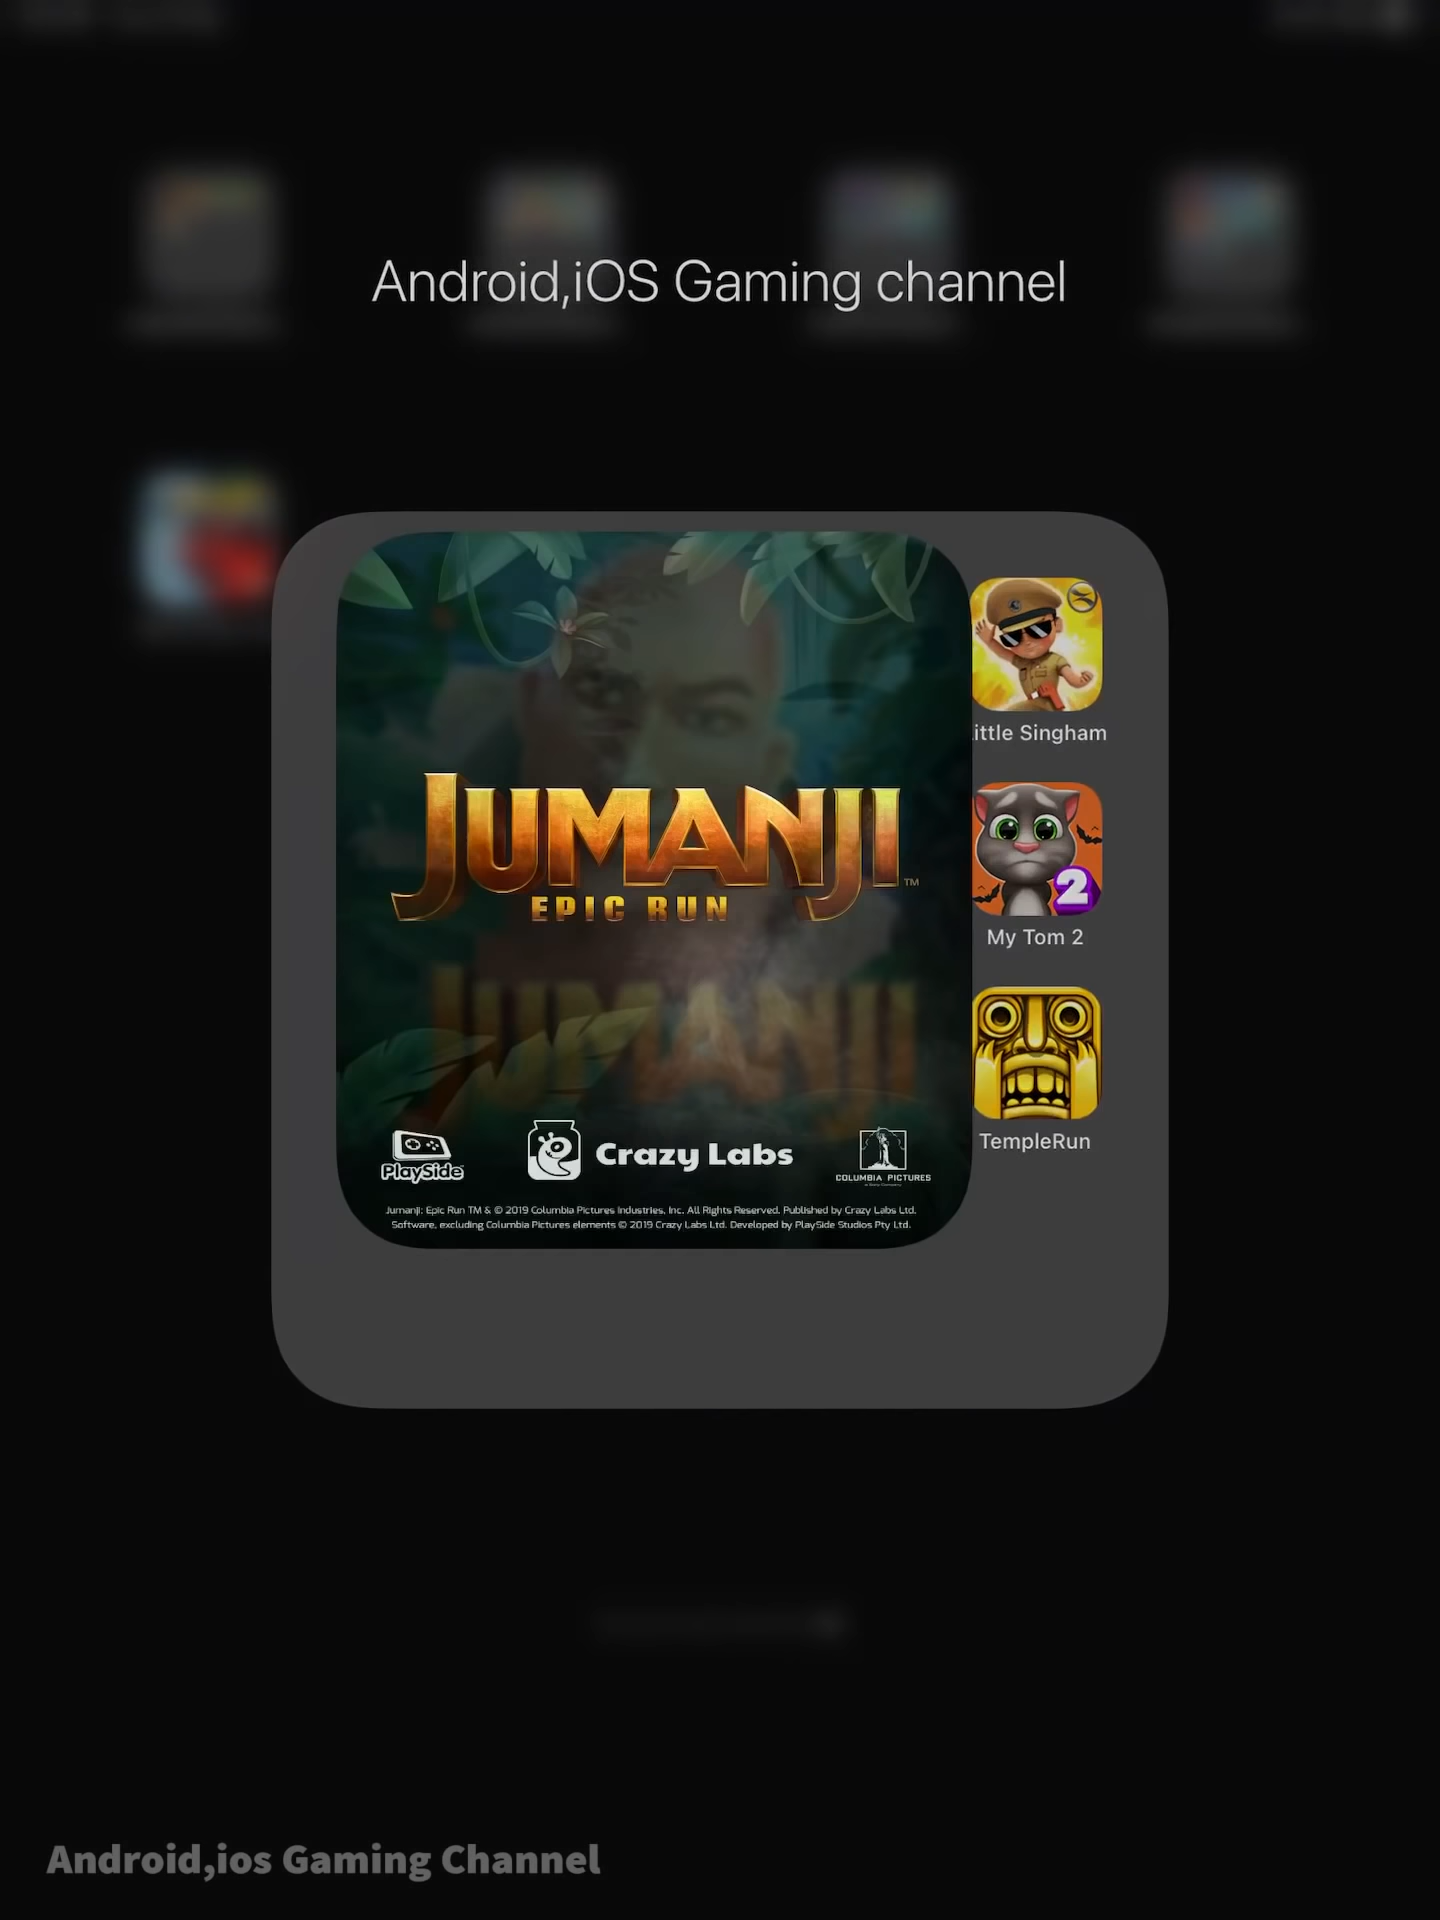 Android,iOS Gaming channel
JUMANJI
TM
EPIC RUN
JUMANJI
ittle Singham
2
My Tom 2
TempleRun
PlaySide
Crazy Labs
COLUMBIA PICTURES
Jumanji: Epic Run TM & © 2019 Columbia Pictures Industries, Inc. All Rights Reserved. Published by Crazy Labs Ltd.
Software, excluding Columbia Pictures elements © 2019 Crazy Labs Ltd. Developed by PlaySide Studios Pty Ltd.
Android,ios Gaming Channel